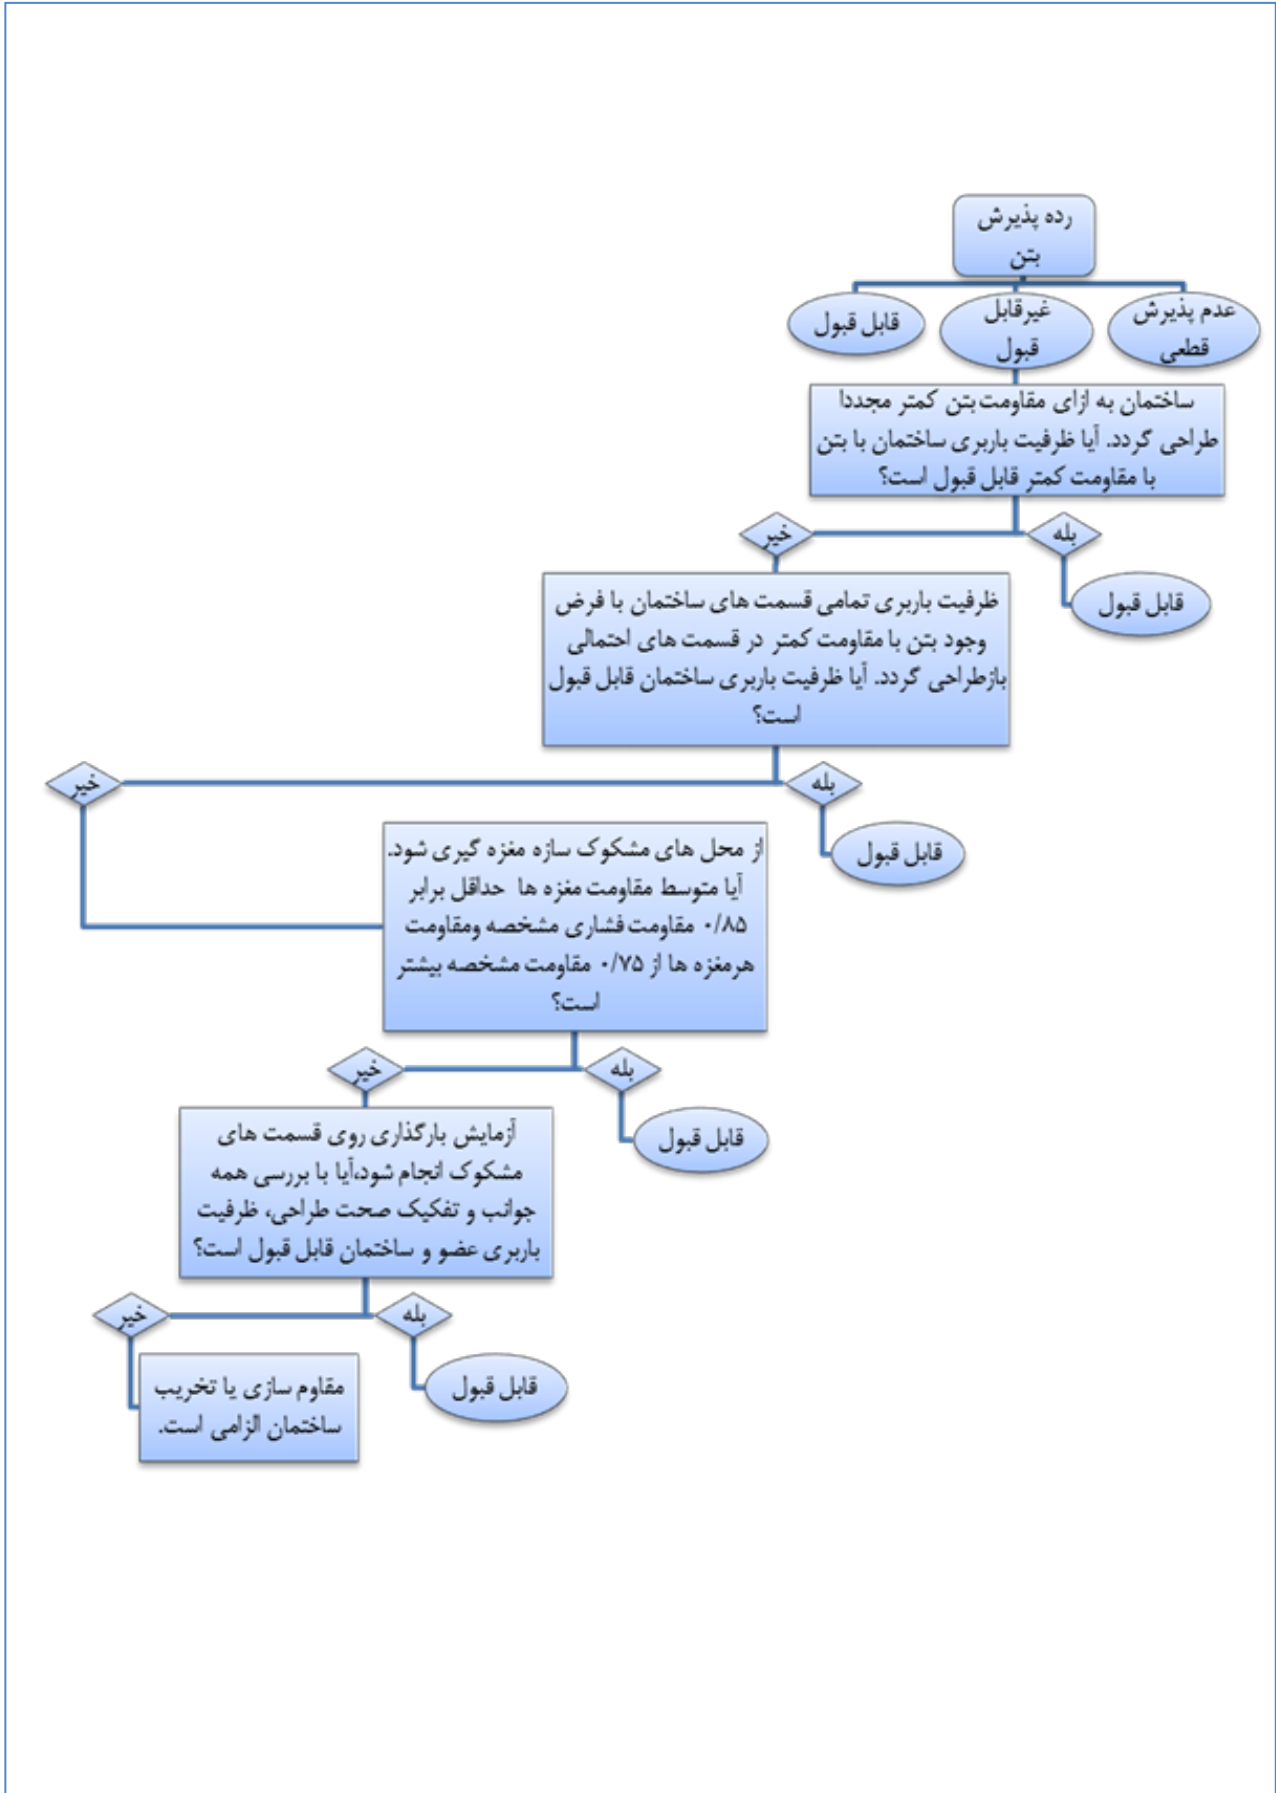 رده پذیرش
بتن
عدم پذیرش
قطعی
غیرقابل
قبول
قابل قبول
ساختمان به ازای مقاومت بتن کمتر مجددا
طراحی گردد. آیا ظرفیت باربری ساختمان با بتن
با مقاومت کمتر قابل قبول است؟
بله
خیر
قابل قبول
ظرفیت باربری تمامی قسمت های ساختمان با فرض
وجود بتن با مقاومت کمتر در قسمت های احتمالی
بازطراحی گردد. آیا ظرفیت باربری ساختمان قابل قبول
است؟
بله
خیر
قابل قبول
از محل های مشکوک سازه مغزه گیری شود.
آیا متوسط مقاومت مغزه ها حداقل برابر
۰/۸۵ مقاومت فشاری مشخصه ومقاومت
هرمغزه ها از ۰/۷۵ مقاومت مشخصه بیشتر
است؟
بله
خیر
قابل قبول
آزمایش بارگذاری روی قسمت های
مشکوک انجام شود،آیا با بررسی همه
جوانب و تفکیک صحت طراحی، ظرفیت
باربری عضو و ساختمان قابل قبول است؟
بله
خیر
قابل قبول
مقاوم سازی یا تخریب
ساختمان الزامی است.